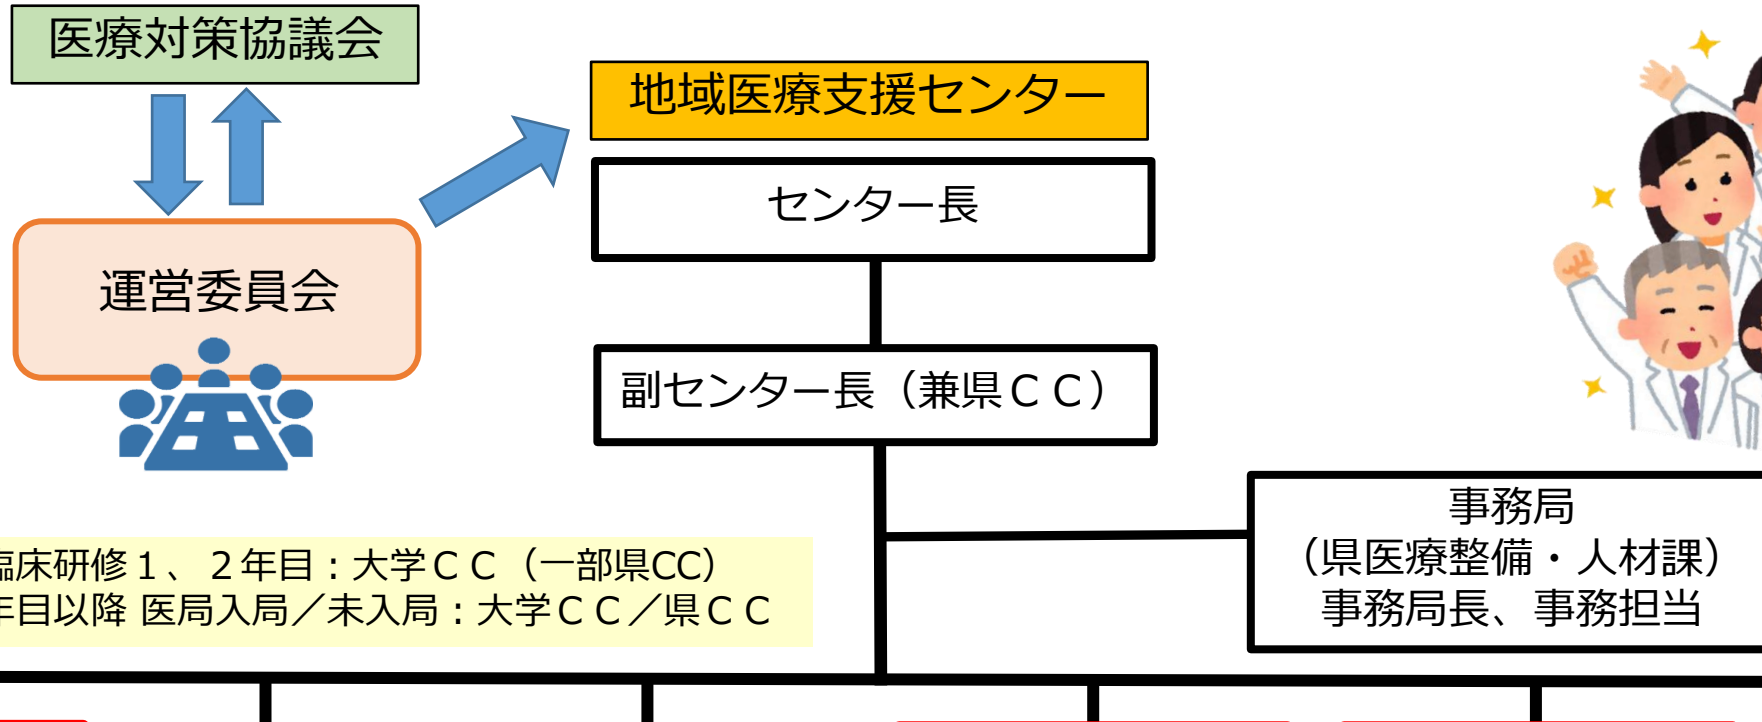 医療対策協議会
地域医療支援センター
センター長
運営委員会
副センター長（兼県ＣＣ）
事務局
（県医療整備・人材課）
事務局長、事務担当
臨床研修１、２年目：大学ＣＣ（一部県CC）
年目以降 医局入局／未入局：大学ＣＣ／県ＣＣ